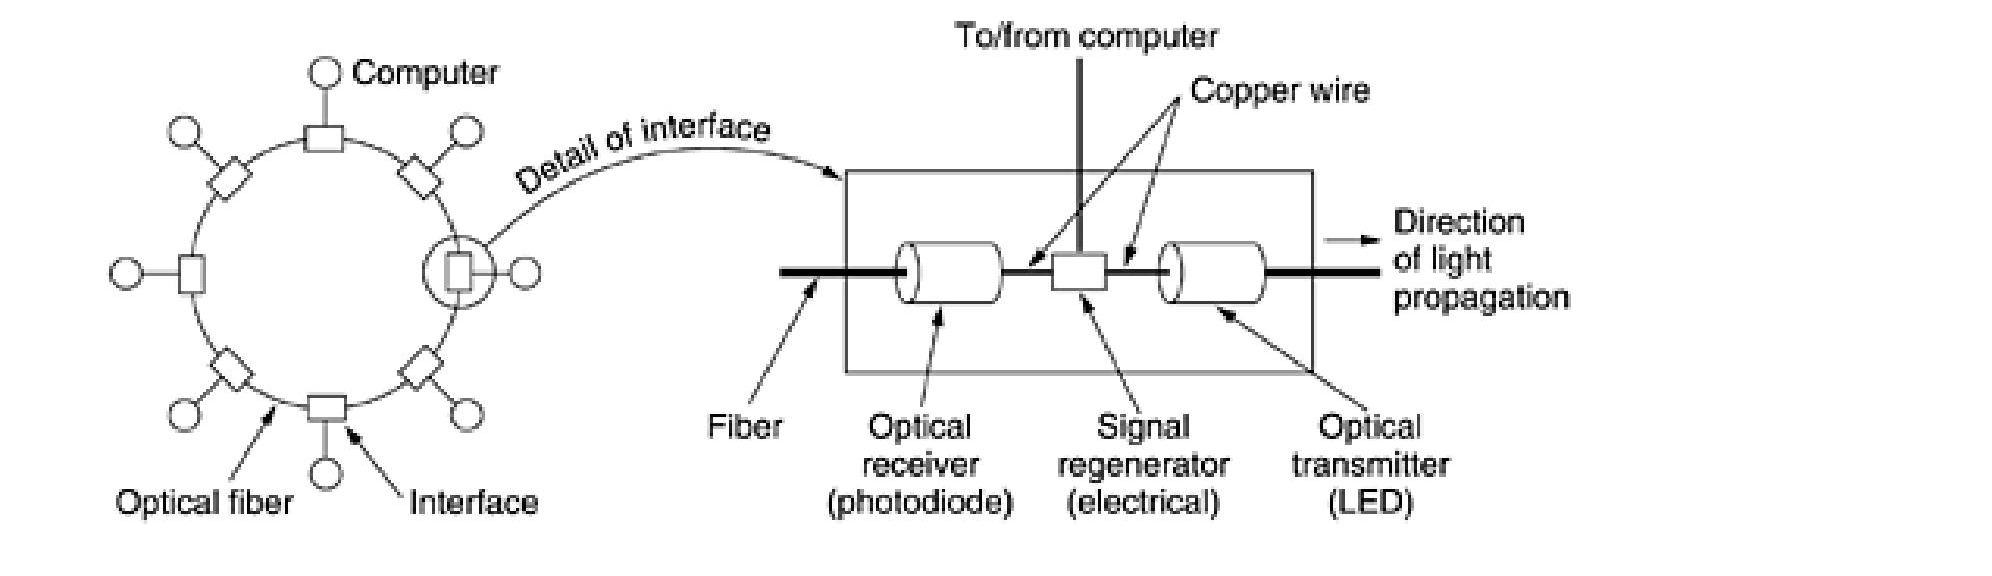 To/from computer
Computer
Copper wire
Detail of interface
Direction
of light
propagation
Fiber
Optical
receiver
(photodiode)
Signal
regenerator
(electrical)
Optical
transmitter
(LED)
Optical fiber
Interface